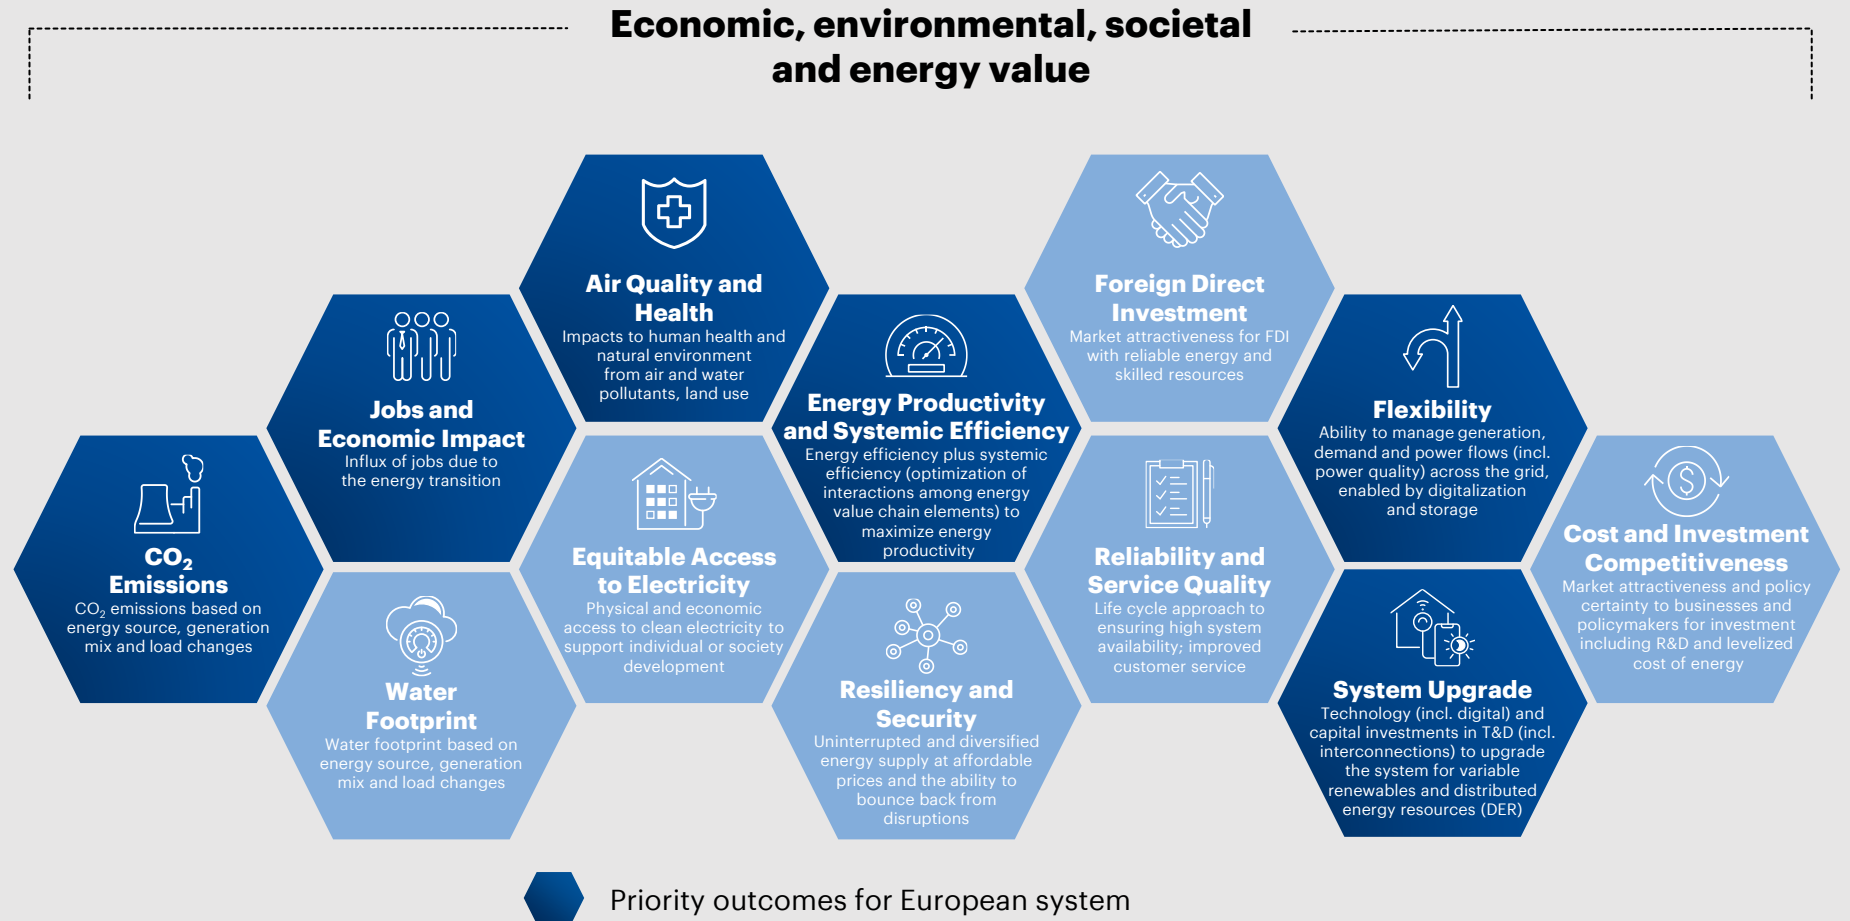 Economic, environmental, societal
and energy value
Air Quality and
Health
Impacts to human health and
natural environment
from air and water
pollutants, land use
Foreign Direct
Investment
Market attractiveness for FDI
with reliable energy and
skilled resources
Jobs and
Economic Impact
Influx of jobs due to
the energy transition
Energy Productivity
and Systemic Efficiency
Energy efficiency plus systemic
efficiency (optimization of
interactions among energy
value chain elements) to
maximize energy
productivity
Flexibility
Ability to manage generation,
demand and power flows (incl.
power quality) across the grid,
enabled by digitalization
and storage
CO₂
Emissions
CO₂ emissions based on
energy source, generation
mix and load changes
Equitable Access
to Electricity
Physical and economic
access to clean electricity to
support individual or society
development
Reliability and
Service Quality
Life cycle approach to
ensuring high system
availability; improved
customer service
$
Cost and Investment
Competitiveness
Market attractiveness and policy
certainty to businesses and
policymakers for investment
including R&D and levelized
cost of energy
Water
Footprint
Water footprint based on
energy source, generation
mix and load changes
Resiliency and
Security
Uninterrupted and diversified
energy supply at affordable
prices and the ability to
bounce back from
disruptions
System Upgrade
Technology (incl. digital) and
capital investments in T&D (incl.
interconnections) to upgrade
the system for variable
renewables and distributed
energy resources (DER)
Priority outcomes for European system